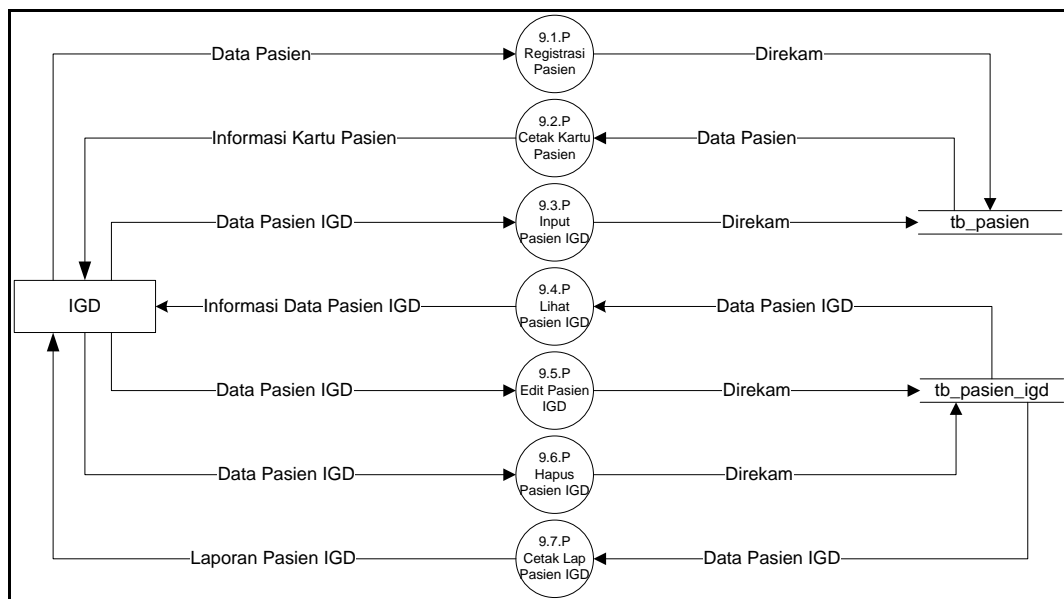 9.1.P
Registrasi
Pasien
Data Pasien
Direkam
9.2.P
Cetak Kartu
Pasien
Informasi Kartu Pasien
Data Pasien
9.3.P
Input
Pasien IGD
Data Pasien IGD
Direkam
tb_pasien
IGD
9.4.P
Lihat
Pasien IGD
Informasi Data Pasien IGD
Data Pasien IGD
9.5.P
Edit Pasien
IGD
Data Pasien IGD
Direkam
tb_pasien_igd
9.6.P
Hapus
Pasien IGD
Data Pasien IGD
Direkam
9.7.P
Cetak Lap
Pasien IGD
Laporan Pasien IGD
Data Pasien IGD